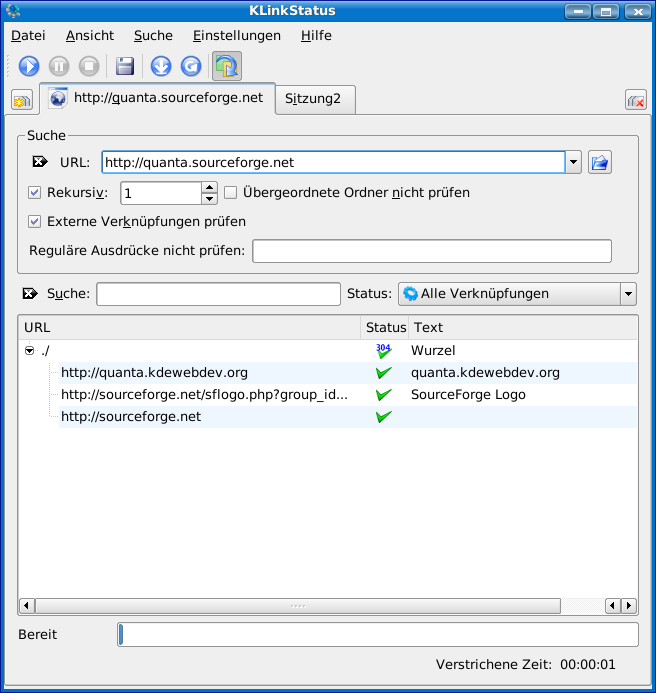 KLinkStatus
Datei Ansicht Suche Einstellungen Hilfe
http://quanta.sourceforge.net Sitzung2
Suche
URL: http://quanta.sourceforge.net
Rekursiv: 1 Übergeordnete Ordner nicht prüfen
Externe Verknüpfungen prüfen
Reguläre Ausdrücke nicht prüfen:
Suche: Status: Alle Verknüpfungen
URL Status Text
./ 304 Wurzel
http://quanta.kdewebdev.org quanta.kdewebdev.org
http://sourceforge.net/sflogo.php?group_id... SourceForge Logo
http://sourceforge.net
Bereit
Verstrichene Zeit: 00:00:01